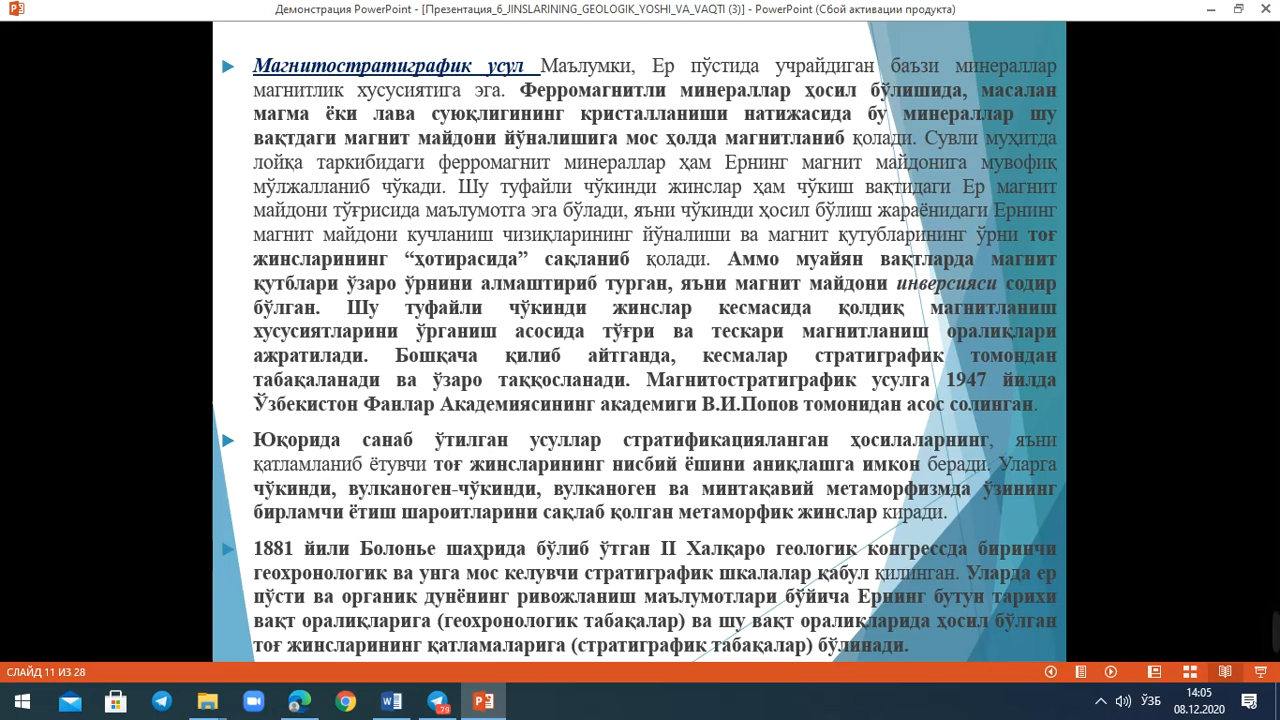 Демонстрация PowerPoint - [Презентация_6_JINSLARINING_GEOLOGIK_YOSHI_VA_VAQTI (3)] - PowerPoint (Сбой активации продукта)
Магнитостратиграфик усул Маълумки, Ер пўстида учрайдиган баъзи минераллар
магнитлик хусусиятига эга. Ферромагнитли минераллар ҳосил бўлишида, масалан
магма ёки лава суюқлигининг кристалланиши натижасида бу минераллар шу
вақтдаги магнит майдони йўналишига мос ҳолда магнитланиб қолади. Сувли муҳитда
лойқа таркибидаги ферромагнит минераллар ҳам Ернинг магнит майдонига мувофиқ
мўлжалланиб чўкади. Шу туфайли чўкинди жинслар ҳам чўкиш вақтидаги Ер магнит
майдони тўғрисида маълумотга эга бўлади, яъни чўкинди ҳосил бўлиш жараёнидаги Ернинг
магнит майдони кучланиш чизиқларининг йўналиши ва магнит қутубларининг ўрни тоғ
жинсларининг “ҳотирасида” сақланиб қолади. Аммо муайян вақтларда магнит
қутблари ўзаро ўрнини алмаштириб турган, яъни магнит майдони инверсияси содир
бўлган. Шу туфайли чўкинди жинслар кесмасида қолдиқ магнитланиш
хусусиятларини ўрганиш асосида тўғри ва тескари магнитланиш оралиқлари
ажратилади. Бошқача қилиб айтганда, кесмалар стратиграфик томондан
табақаланади ва ўзаро таққосланади. Магнитостратиграфик усулга 1947 йилда
Ўзбекистон Фанлар Академиясининг академиги В.И.Попов томонидан асос солинган.
Юқорида санаб ўтилган усуллар стратификацияланган ҳосилаларнинг, яъни
қатламланиб ётувчи тоғ жинсларининг нисбий ёшини аниқлашга имкон беради. Уларга
чўкинди, вулканоген-чўкинди, вулканоген ва минтақавий метаморфизмда ўзининг
бирламчи ётиш шароитларини сақлаб қолган метаморфик жинслар киради.
1881 йили Болонье шаҳрида бўлиб ўтган II Халқаро геологик конгрессда биринчи
геохронологик ва унга мос келувчи стратиграфик шкалалар қабул қилинган. Уларда ер
пўсти ва органик дунёнинг ривожланиш маълумотлари бўйича Ернинг бутун тарихи
вақт оралиқларига (геохронологик табақалар) ва шу вақт оралиқларида ҳосил бўлган
тоғ жинсларининг қатламаларига (стратиграфик табақалар) бўлинади.
СЛАЙД 11 ИЗ 28
79
ЎЗБ
14:05
08.12.2020